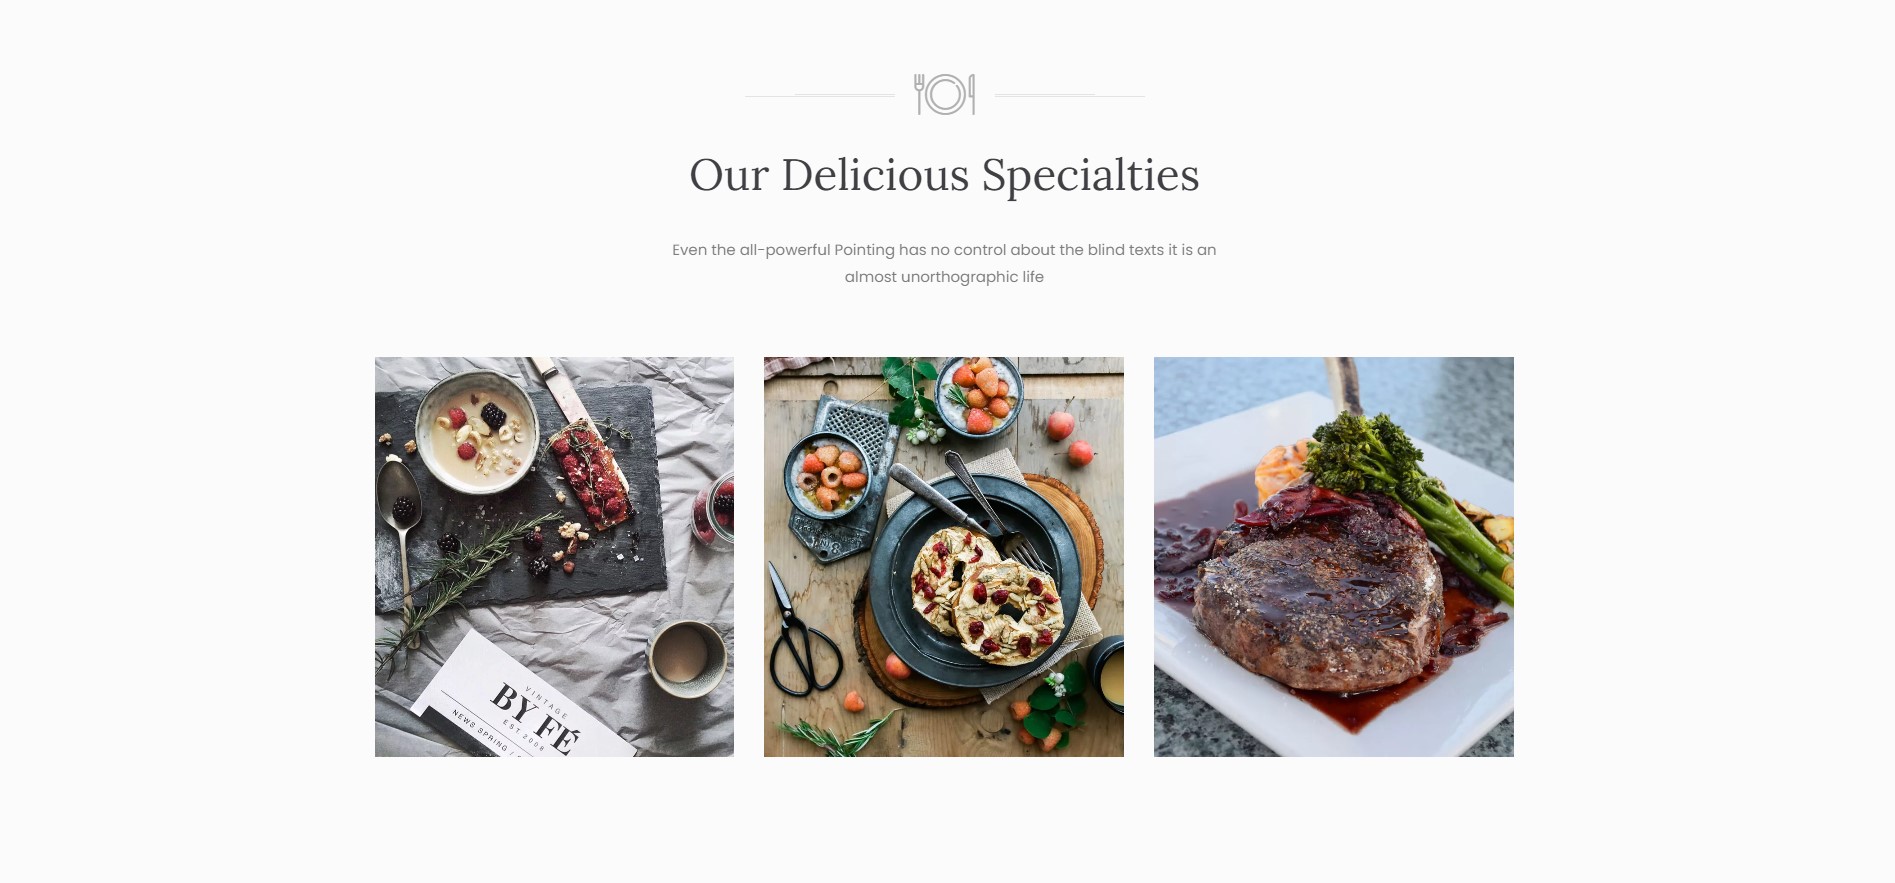 Our Delicious Specialties
Even the all-powerful Pointing has no control about the blind texts it is an
almost unorthographic life
VINTAGE
BY FÉ
EST. 2008
NEWS SPRING /